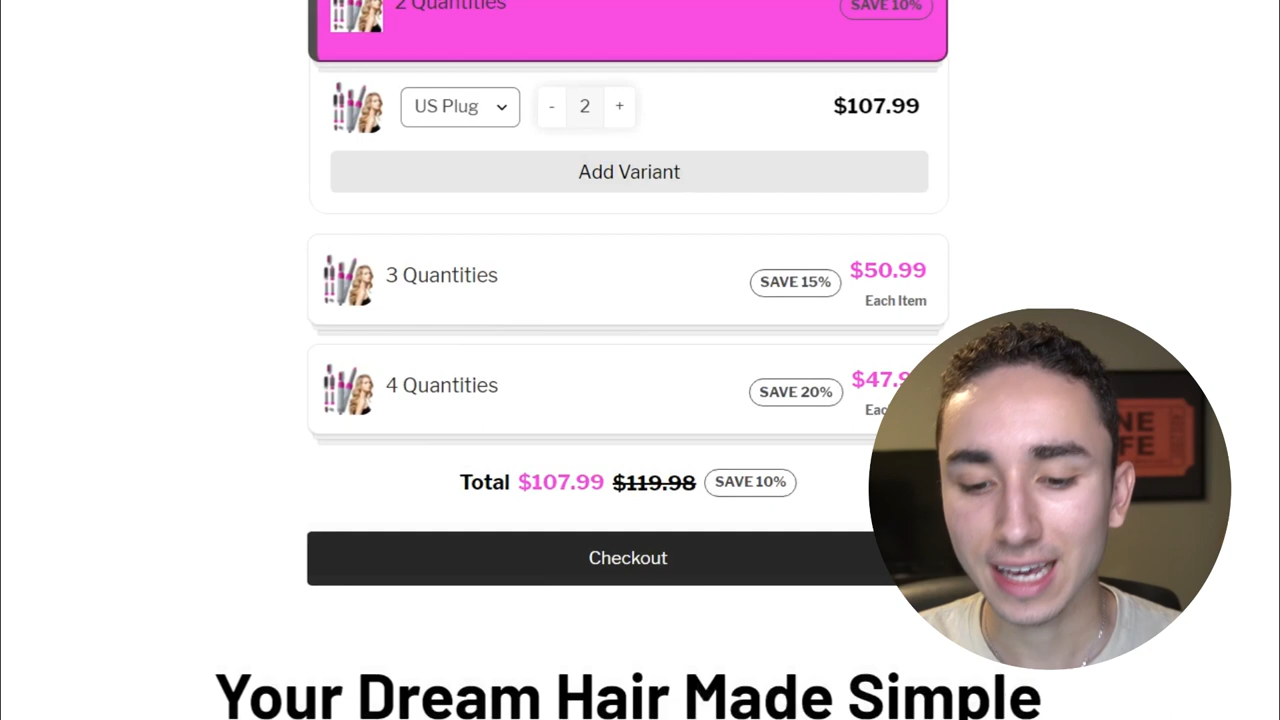 2 Quantities
SAVE 10%
US Plug
- 2 +
$107.99
Add Variant
3 Quantities
SAVE 15%
$50.99
Each Item
4 Quantities
SAVE 20%
Total $107.99 $119.98 SAVE 10%
Checkout
Your Dream Hair Made Simple